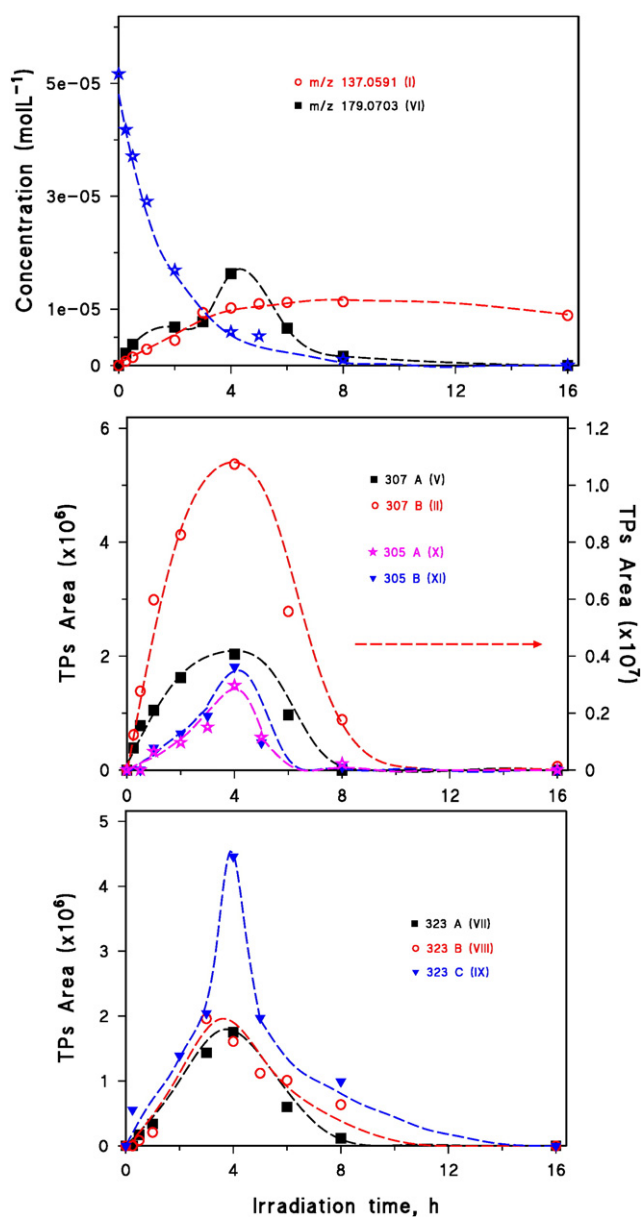 Concentration (molL⁻¹)
5e-05
3e-05
1e-05
0
m/z 137.0591 (I)
m/z 179.0703 (VI)
0 4 8 12 16
TPs Area (x10⁶)
6
4
2
0
307 A (V)
307 B (II)
305 A (X)
305 B (XI)
1.2
1.0
0.8
0.6
0.4
0.2
0
TPs Area (x10⁷)
0 4 8 12 16
TPs Area (x10⁶)
5
4
3
2
1
0
323 A (VII)
323 B (VIII)
323 C (IX)
0 4 8 12 16
Irradiation time, h